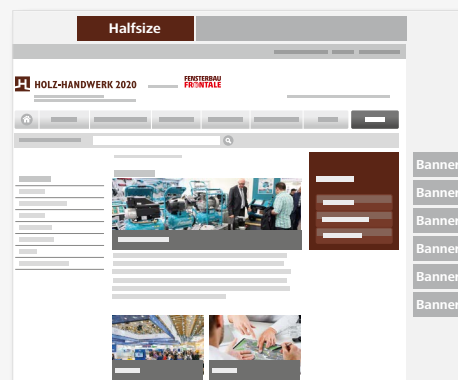 Halfsize
HOLZ-HANDWERK 2020
FENSTERBAU
FRONTALE
Banner
Banner
Banner
Banner
Banner
Banner